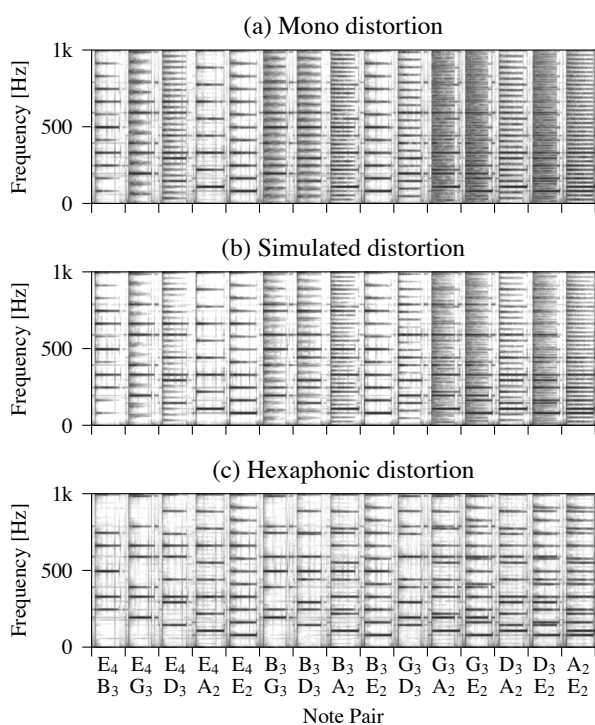 (a) Mono distortion
1k
500
0
Frequency [Hz]
(b) Simulated distortion
1k
500
0
Frequency [Hz]
(c) Hexaphonic distortion
1k
500
0
Frequency [Hz]
E₄ E₄ E₄ E₄ E₄ B₃ B₃ B₃ B₃ G₃ G₃ G₃ D₃ D₃ A₂
B₃ G₃ D₃ A₂ E₂ G₃ D₃ A₂ E₂ D₃ A₂ E₂ A₂ E₂ E₂
Note Pair